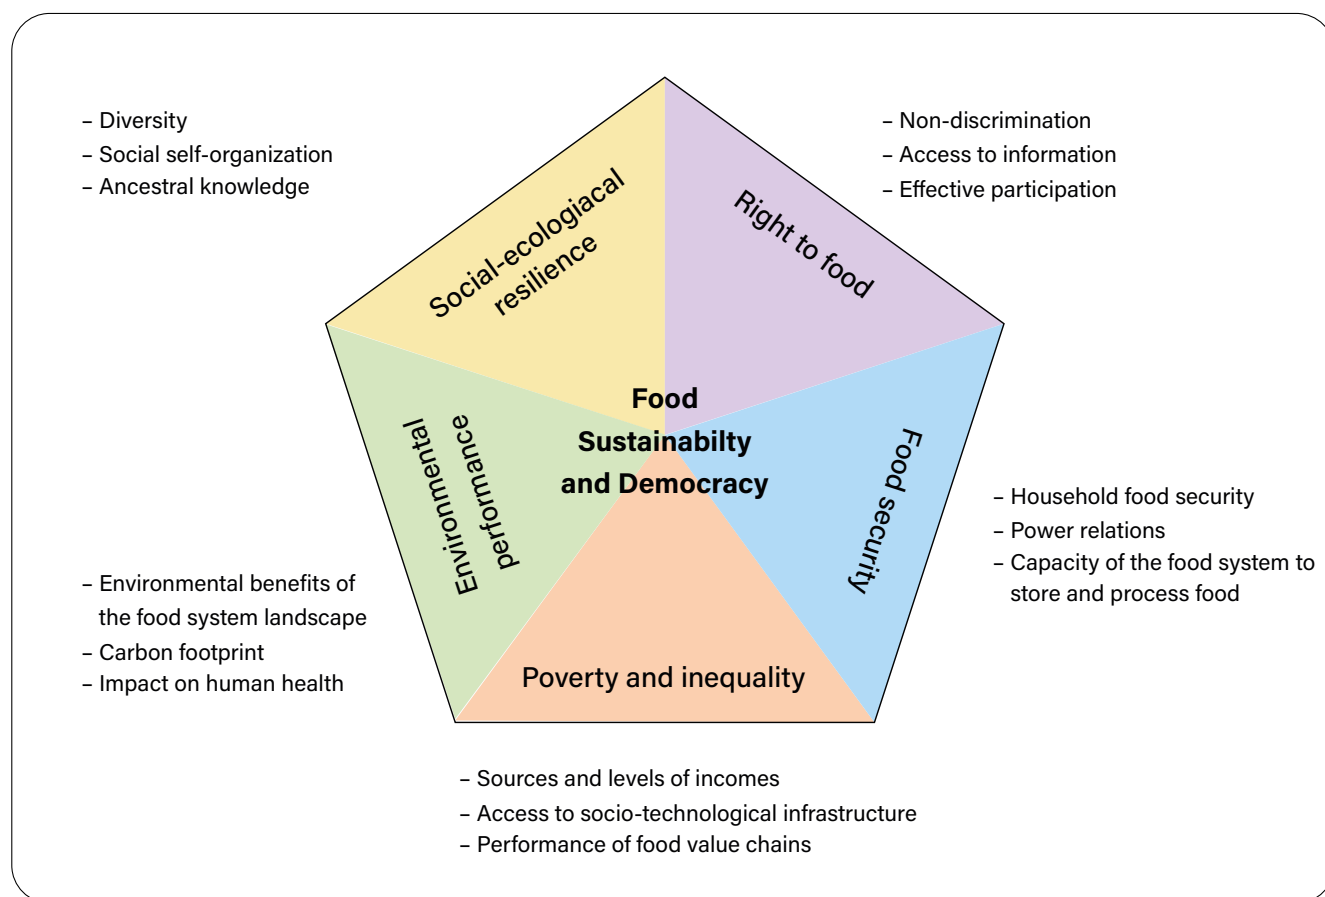 – Diversity
– Social self-organization
– Ancestral knowledge
– Non-discrimination
– Access to information
– Effective participation
Social-ecologiacal
resilience
Right to food
Food
Sustainabilty
and Democracy
Environmental
performance
Food security
– Household food security
– Power relations
– Capacity of the food system to
store and process food
– Environmental benefits of
the food system landscape
– Carbon footprint
– Impact on human health
Poverty and inequality
– Sources and levels of incomes
– Access to socio-technological infrastructure
– Performance of food value chains